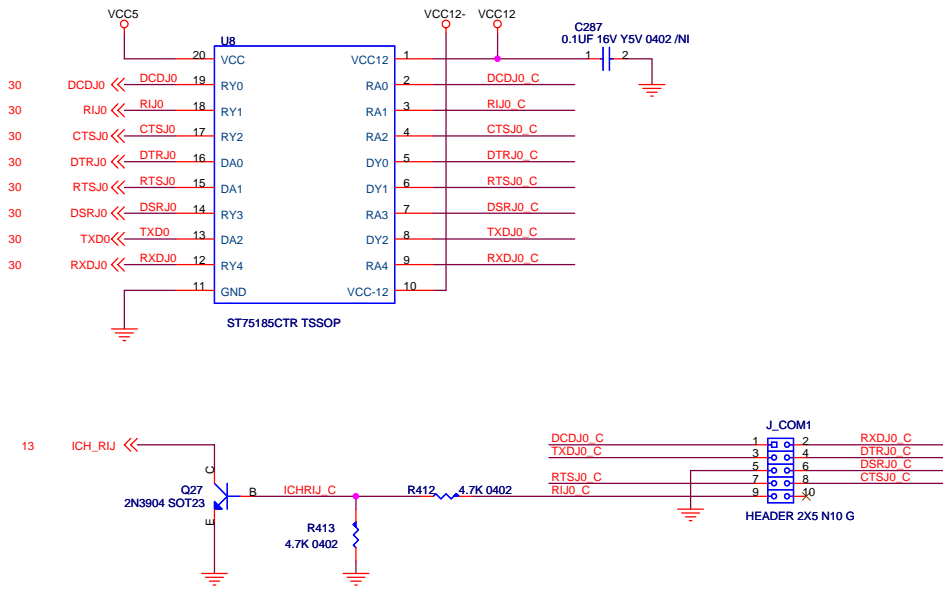 VCC5 VCC12- VCC12
C287
0.1UF 16V Y5V 0402 /NI
U8
20 VCC VCC12 1 1 2
30 DCDJ0 DCDJ0 19 RY0 RA0 2 DCDJ0_C
30 RIJ0 RIJ0 18 RY1 RA1 3 RIJ0_C
30 CTSJ0 CTSJ0 17 RY2 RA2 4 CTSJ0_C
30 DTRJ0 DTRJ0 16 DA0 DY0 5 DTRJ0_C
30 RTSJ0 RTSJ0 15 DA1 DY1 6 RTSJ0_C
30 DSRJ0 DSRJ0 14 RY3 RA3 7 DSRJ0_C
30 TXD0 TXD0 13 DA2 DY2 8 TXDJ0_C
30 RXDJ0 RXDJ0 12 RY4 RA4 9 RXDJ0_C
11 GND VCC-12 10
ST75185CTR TSSOP
J_COM1
13 ICH_RIJ DCDJ0_C 1 2 RXDJ0_C
TXDJ0_C 3 4 DTRJ0_C
5 6 DSRJ0_C
RTSJ0_C 7 8 CTSJ0_C
RIJ0_C 9 10
HEADER 2X5 N10 G
C
Q27
2N3904 SOT23
B ICHRIJ_C R412 4.7K 0402
E
R413
4.7K 0402